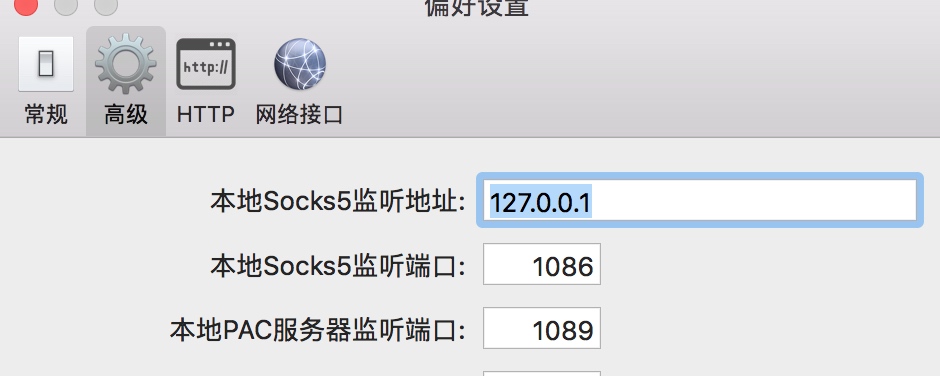 偏好设置
http://
常规
高级
HTTP
网络接口
本地Socks5监听地址: 127.0.0.1
本地Socks5监听端口: 1086
本地PAC服务器监听端口: 1089